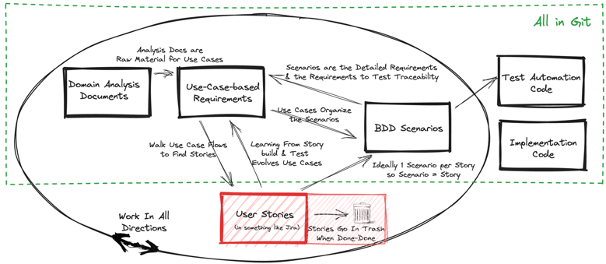 All in Git
Analysis Docs are
Raw Material for Use Cases
Scenarios are the Detailed Requirements
& the Requirements to Test Traceability
Domain Analysis
Documents
Use-Case-based
Requirements
Test Automation
Code
Use Cases Organize
the Scenarios
BDD Scenarios
Implementation
Code
Walk Use Case Flows
to Find Stories
Learning From Story
build & Test
Evolves Use Cases
Ideally 1 Scenario per Story
so Scenario = Story
Work In All
Directions
User Stories
(in something like Jira)
Stories Go In Trash
When Done-Done